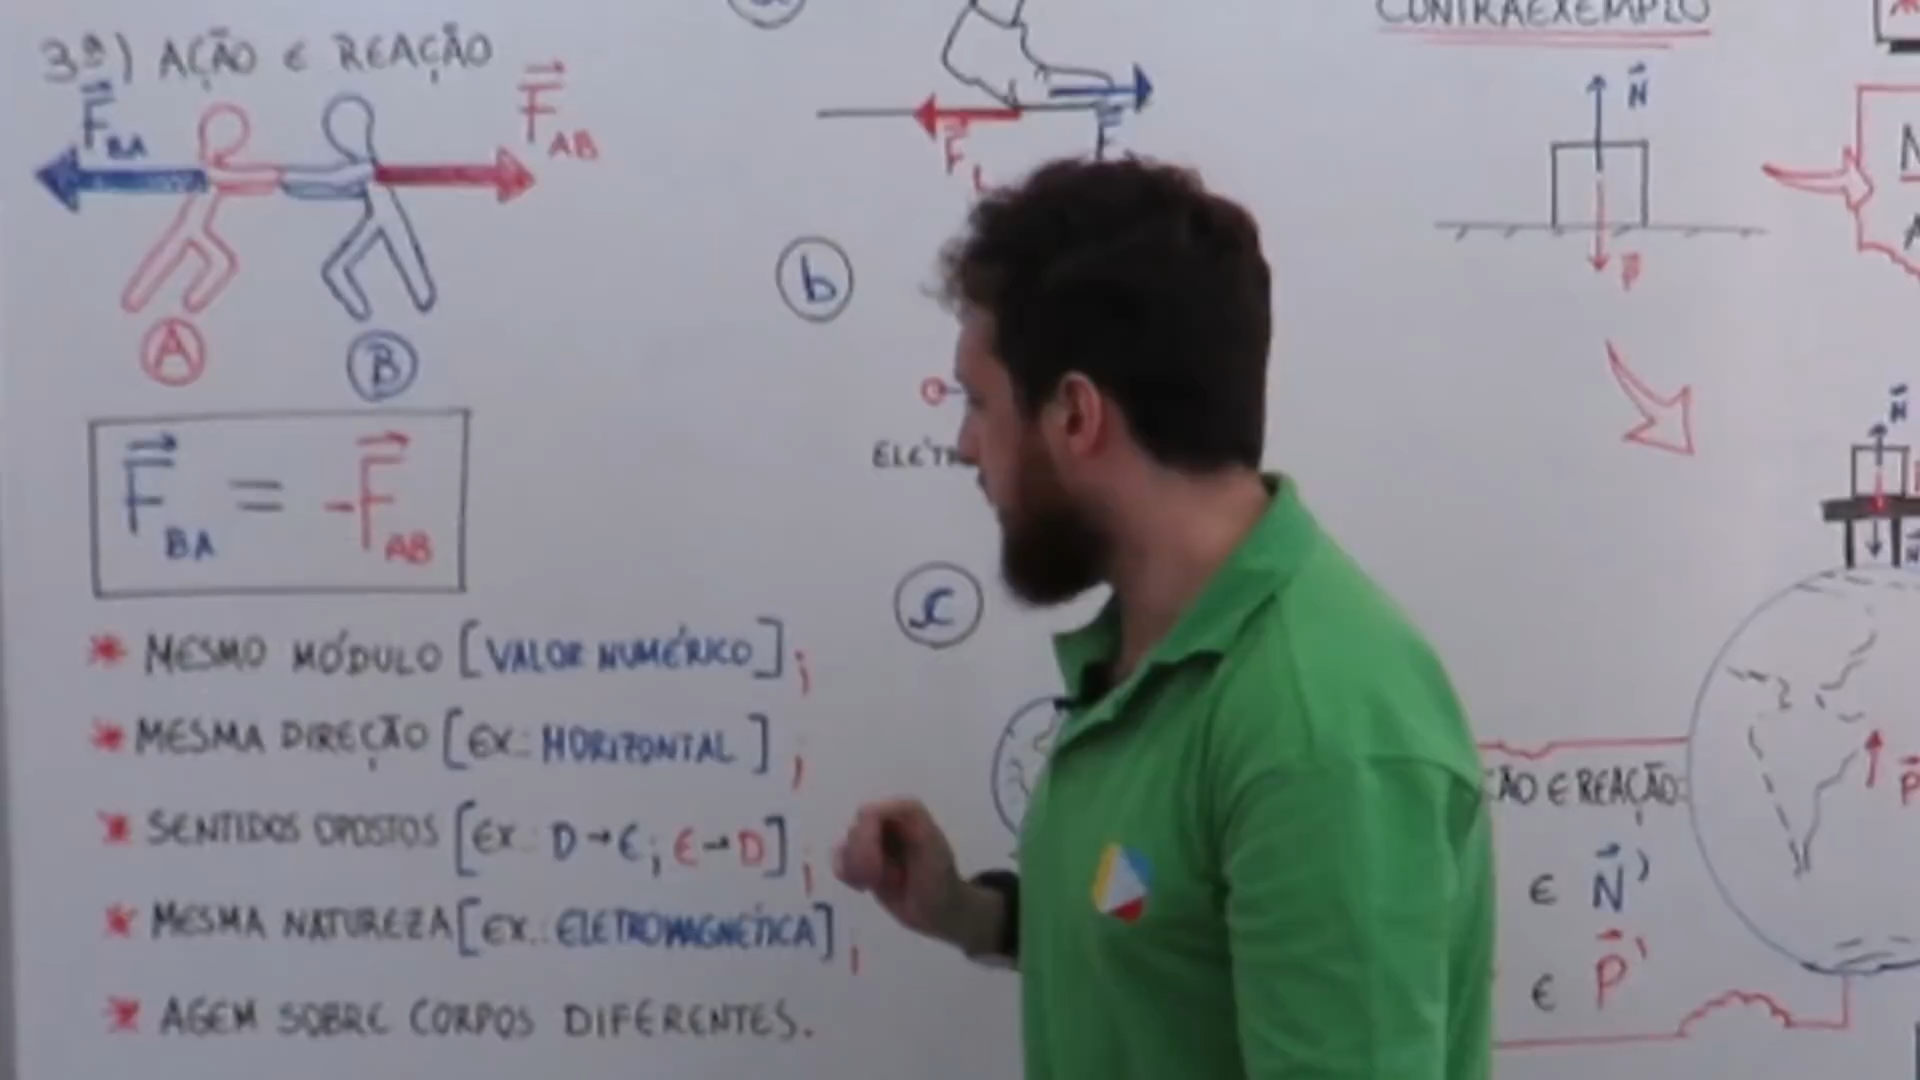 3ª) AÇÃO E REAÇÃO
F BA
F AB
A
B
F BA = -F AB
* MESMO MÓDULO [VALOR NUMÉRICO];
* MESMA DIREÇÃO [EX.: HORIZONTAL];
* SENTIDOS OPOSTOS [EX.: D→E; E→D];
* MESMA NATUREZA [EX.: ELETROMAGNÉTICA];
* AGEM SOBRE CORPOS DIFERENTES.
F
F
b
c
CONTRAEXEMPLO
N
P
N
N
P
ÇÃO E REAÇÃO:
E N'
E P'